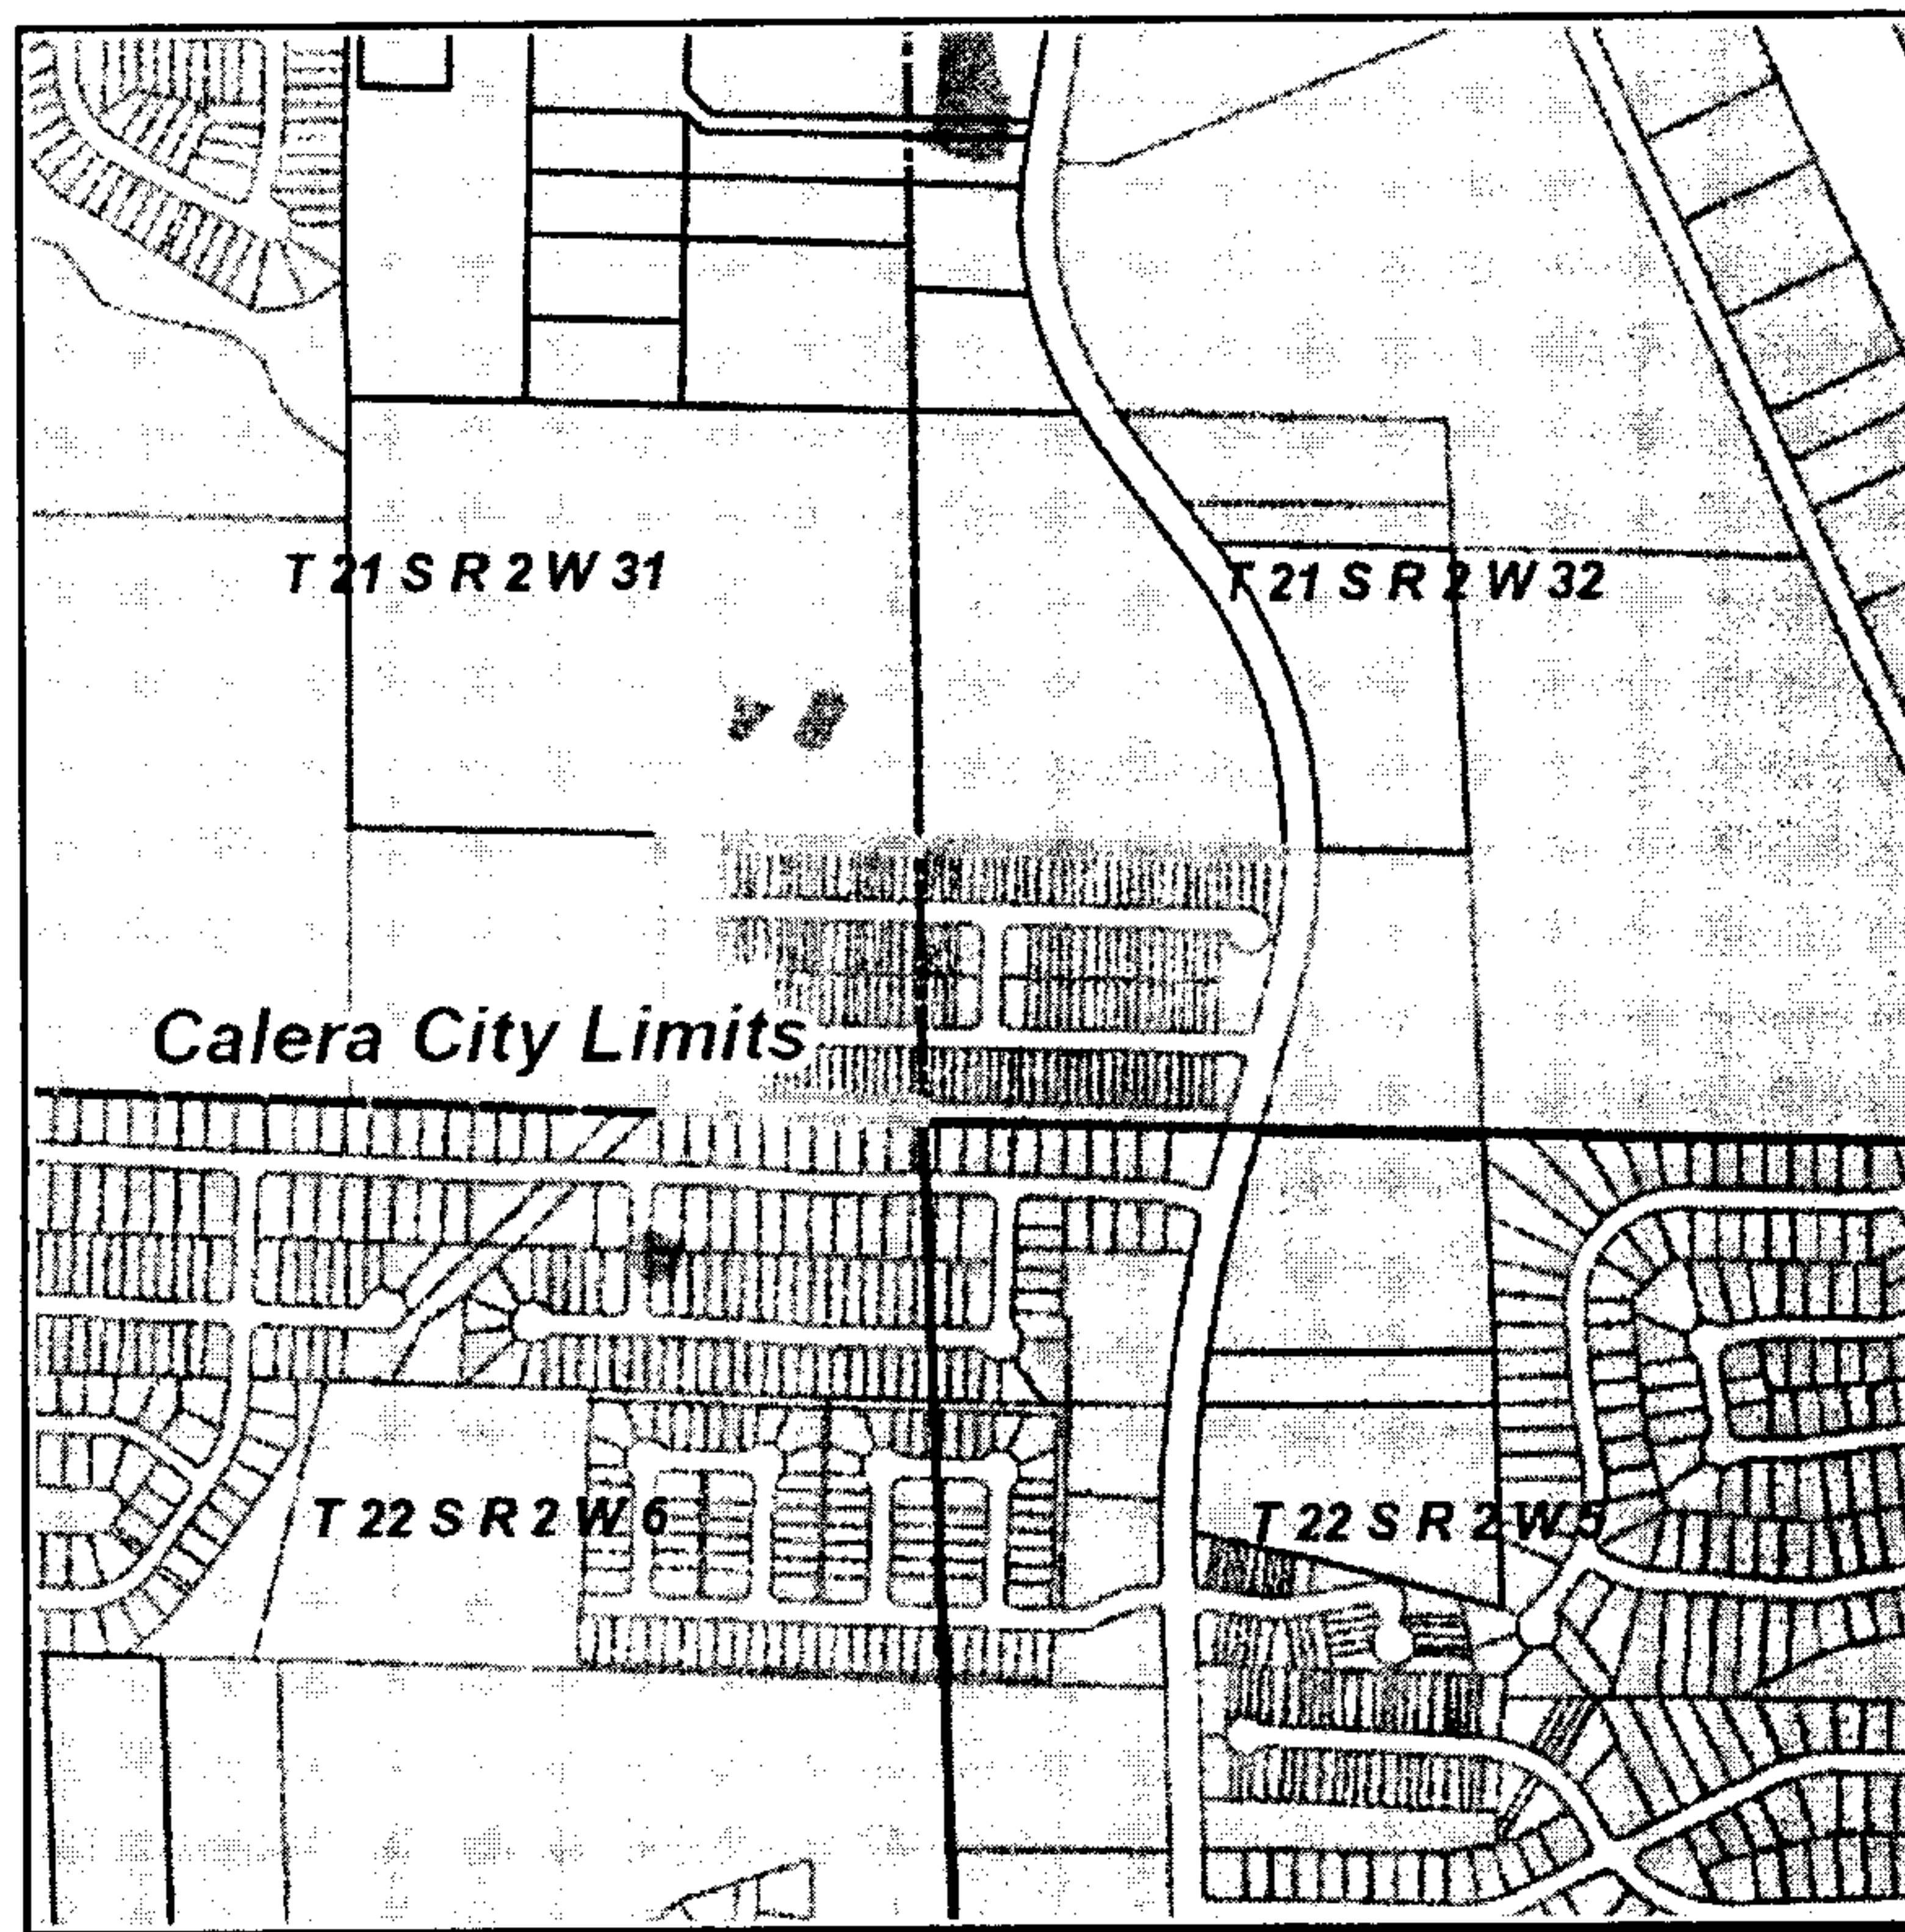 T 21 S R 2 W 31
T 21 S R 2 W 32
Calera City Limits
T 22 S R 2 W 6
T 22 S R 2 W 5